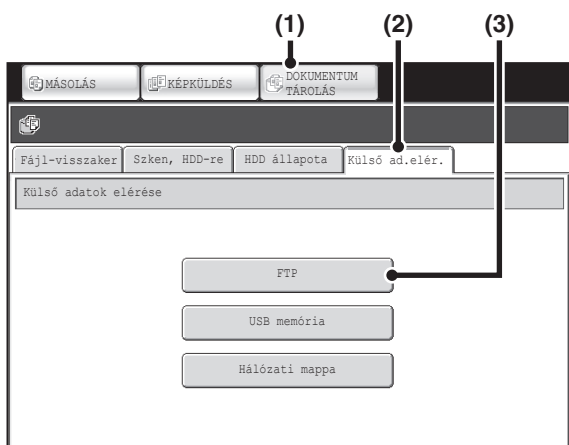 (1) (2) (3)
MÁSOLÁS KÉPKÜLDÉS DOKUMENTUM
TÁROLÁS
Fájl-visszaker Szken, HDD-re HDD állapota Külső ad.elér.
Külső adatok elérése
FTP
USB memória
Hálózati mappa